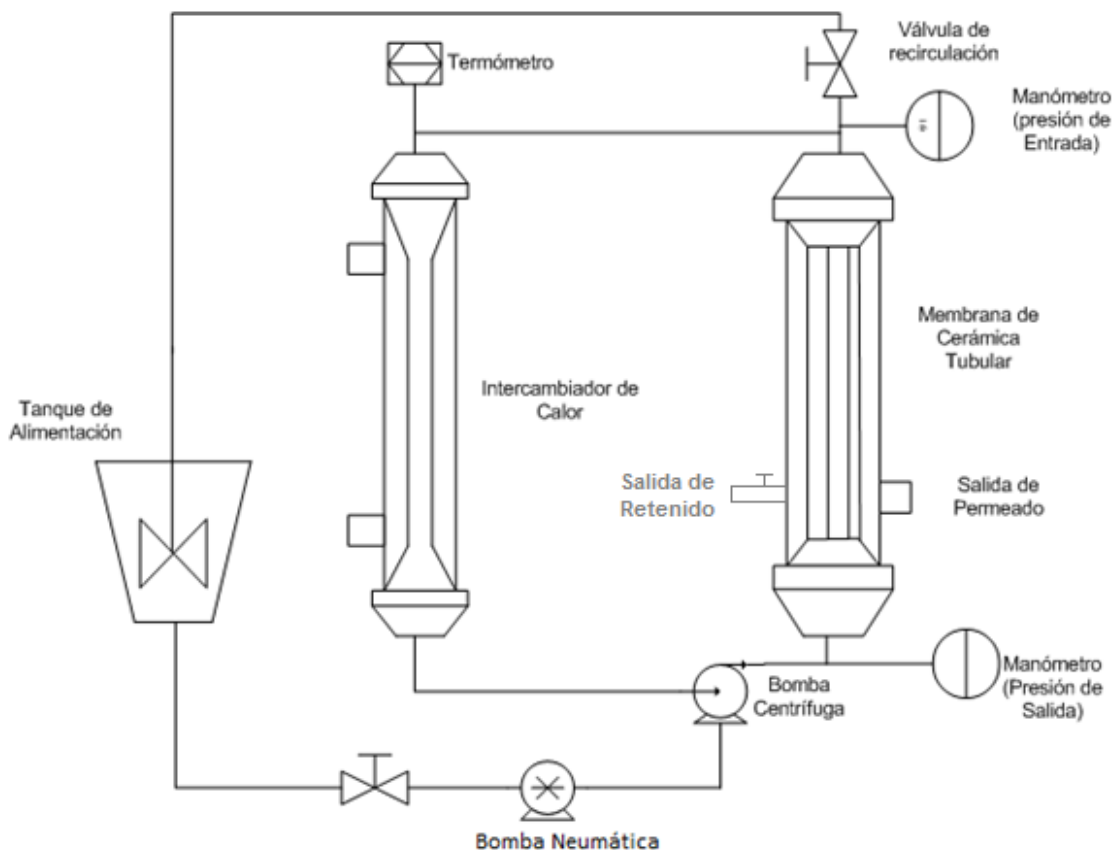 Termómetro
Válvula de
recirculación
Manómetro
(presión de
Entrada)
Membrana de
Cerámica
Tubular
Intercambiador de
Calor
Tanque de
Alimentación
Salida de
Retenido
Salida de
Permeado
Bomba
Centrífuga
Manómetro
(Presión de
Salida)
Bomba Neumática